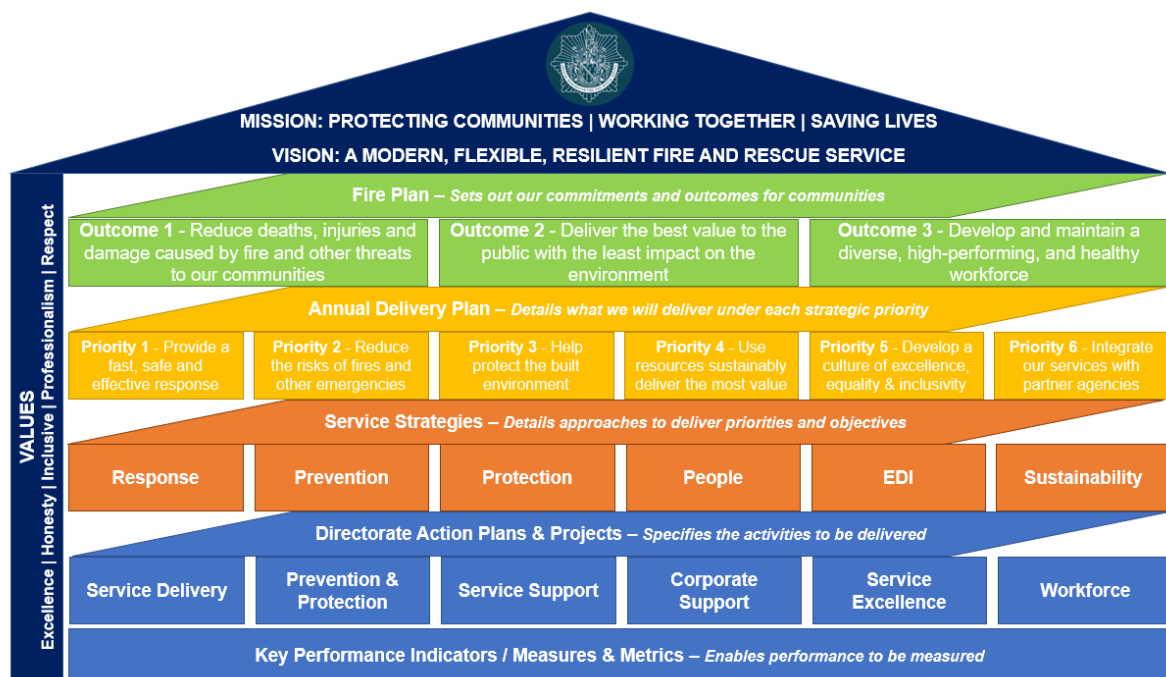 MISSION: PROTECTING COMMUNITIES | WORKING TOGETHER | SAVING LIVES
VISION: A MODERN, FLEXIBLE, RESILIENT FIRE AND RESCUE SERVICE
VALUES
Excellence | Honesty | Inclusive | Professionalism | Respect
Fire Plan – Sets out our commitments and outcomes for communities
Outcome 1 - Reduce deaths, injuries and
damage caused by fire and other threats
to our communities
Outcome 2 - Deliver the best value to the
public with the least impact on the
environment
Outcome 3 - Develop and maintain a
diverse, high-performing, and healthy
workforce
Annual Delivery Plan – Details what we will deliver under each strategic priority
Priority 1 - Provide a
fast, safe and
effective response
Priority 2 - Reduce
the risks of fires and
other emergencies
Priority 3 - Help
protect the built
environment
Priority 4 - Use
resources sustainably
deliver the most value
Priority 5 - Develop a
culture of excellence,
equality & inclusivity
Priority 6 - Integrate
our services with
partner agencies
Service Strategies – Details approaches to deliver priorities and objectives
Response
Prevention
Protection
People
EDI
Sustainability
Directorate Action Plans & Projects – Specifies the activities to be delivered
Service Delivery
Prevention &
Protection
Service Support
Corporate
Support
Service
Excellence
Workforce
Key Performance Indicators / Measures & Metrics – Enables performance to be measured